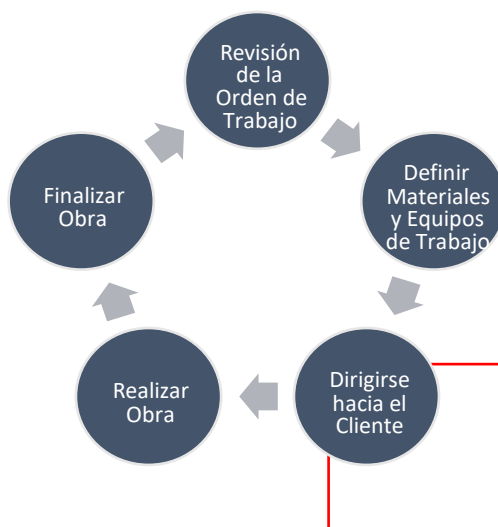 Revisión
de la
Orden de
Trabajo
Definir
Materiales
y Equipos
de Trabajo
Dirigirse
hacia el
Cliente
Realizar
Obra
Finalizar
Obra